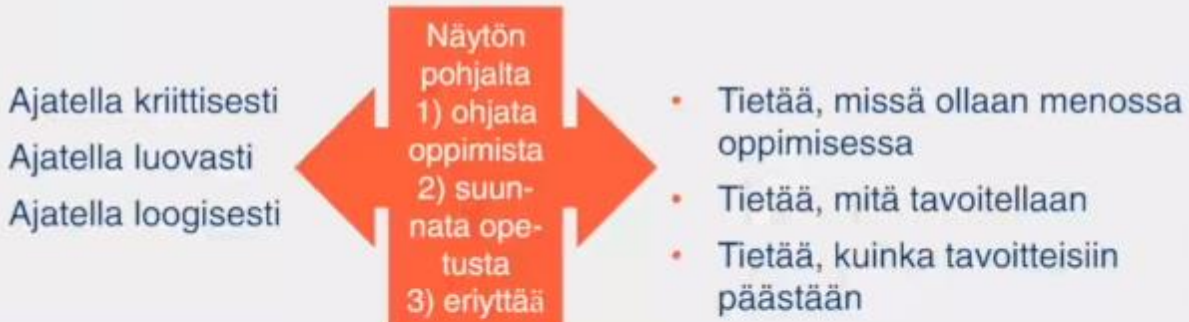 Ajatella kriittisesti
Ajatella luovasti
Ajatella loogisesti
Näytön
pohjalta
1) ohjata
oppimista
2) suun-
nata ope-
tusta
3) eriyttää
• Tietää, missä ollaan menossa
oppimisessa
• Tietää, mitä tavoitellaan
• Tietää, kuinka tavoitteisiin
päästään